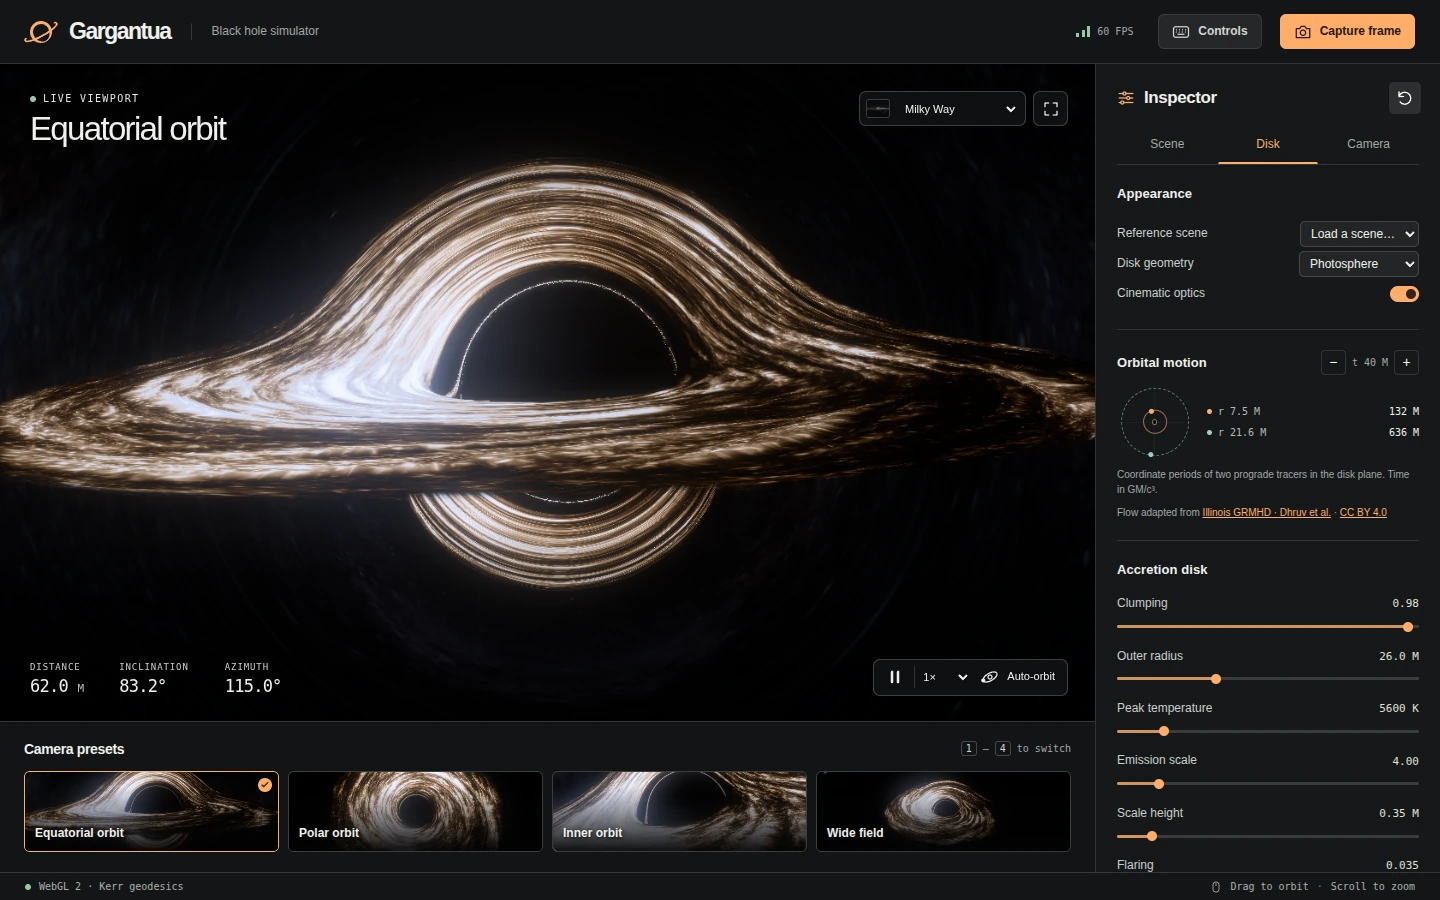 Gargantua
Black hole simulator
60 FPS
Controls
Capture frame
LIVE VIEWPORT
Equatorial orbit
Milky Way
DISTANCE
62.0 M
INCLINATION
83.2°
AZIMUTH
115.0°
1×
Auto-orbit
Camera presets
1 – 4 to switch
Equatorial orbit
Polar orbit
Inner orbit
Wide field
Inspector
Scene
Disk
Camera
Appearance
Reference scene
Load a scene…
Disk geometry
Photosphere
Cinematic optics
Orbital motion
− t 40 M +
r 7.5 M 132 M
r 21.6 M 636 M
Coordinate periods of two prograde tracers in the disk plane. Time
in GM/c³.
Flow adapted from Illinois GRMHD · Dhruv et al. · CC BY 4.0
Accretion disk
Clumping 0.98
Outer radius 26.0 M
Peak temperature 5600 K
Emission scale 4.00
Scale height 0.35 M
Flaring 0.035
WebGL 2 · Kerr geodesics
Drag to orbit · Scroll to zoom